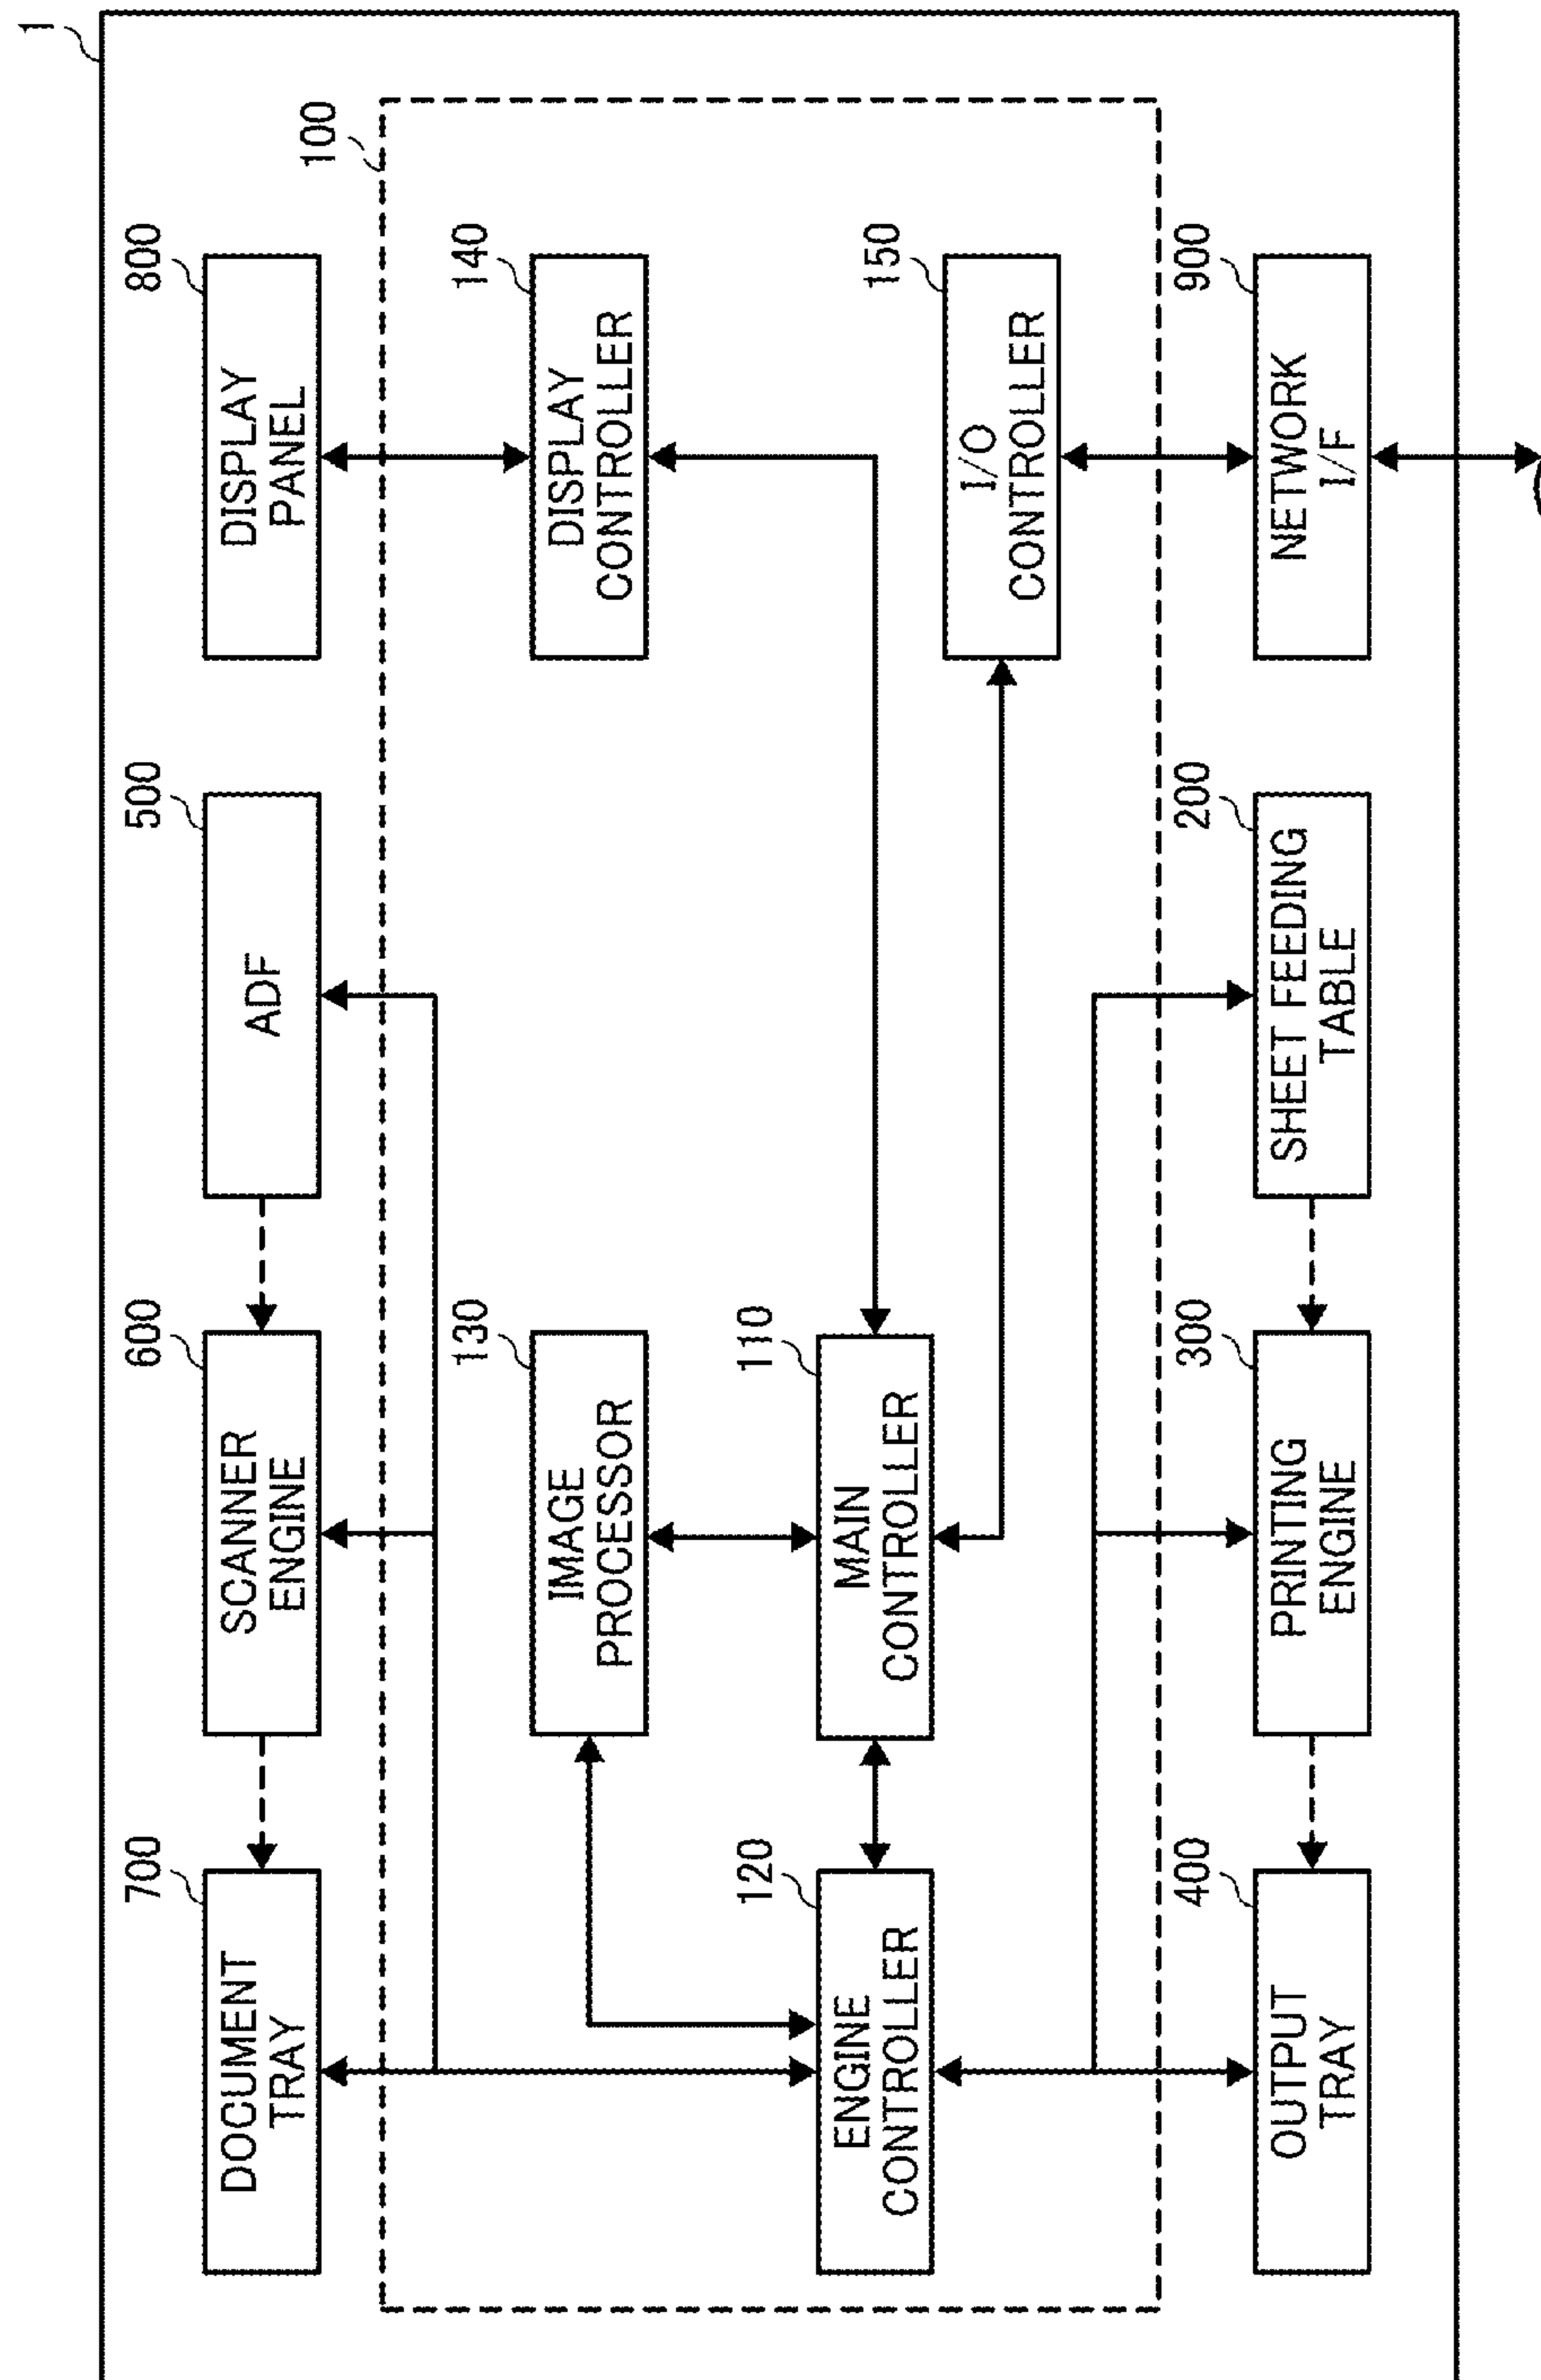 1
100
700
DOCUMENT
TRAY
600
SCANNER
ENGINE
500
ADF
800
DISPLAY
PANEL
130
IMAGE
PROCESSOR
140
DISPLAY
CONTROLLER
120
ENGINE
CONTROLLER
110
MAIN
CONTROLLER
150
I/O
CONTROLLER
400
OUTPUT
TRAY
300
PRINTING
ENGINE
200
SHEET FEEDING
TABLE
900
NETWORK
I/F